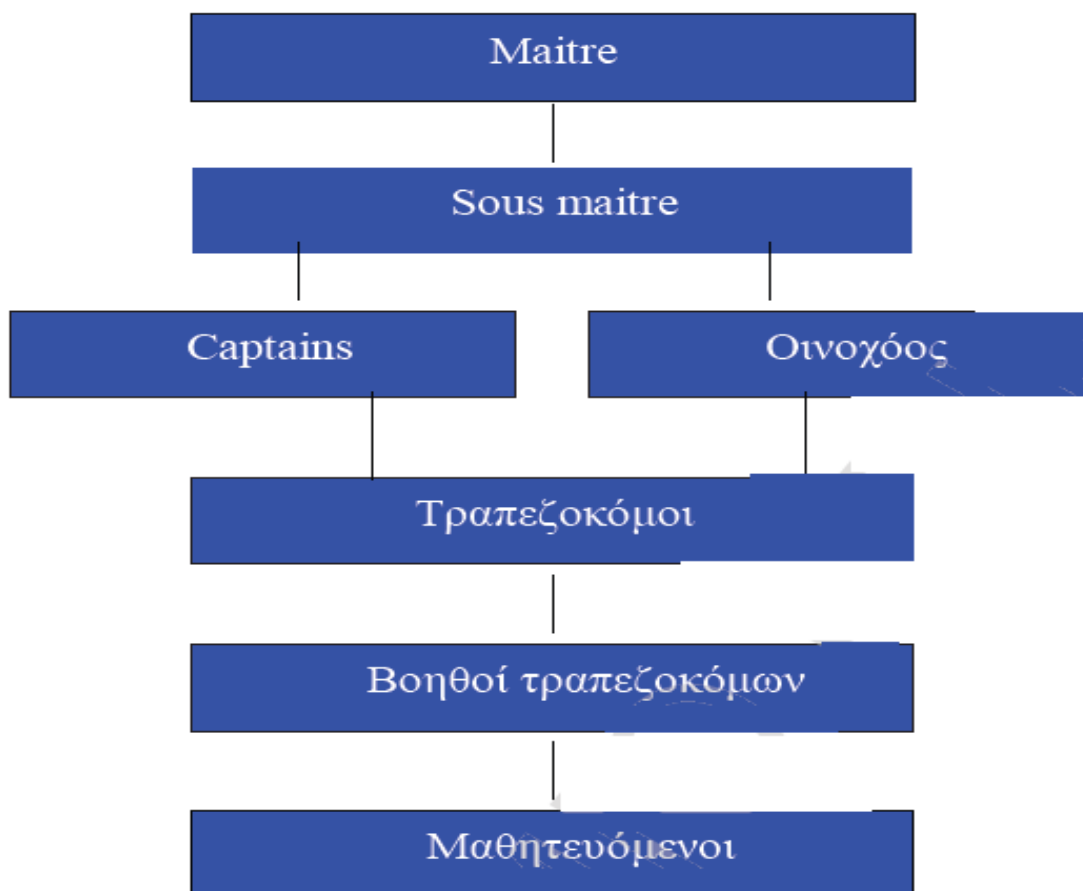 Maitre
Sous maitre
Captains
Οινοχόος
Τραπεζοκόμοι
Βοηθοί τραπεζοκόμων
Μαθητευόμενοι